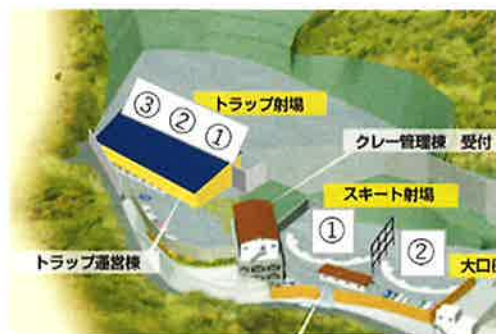 ③ ② ①
トラップ射場
クレー管理棟 受付
スキート射場
① ②
トラップ運営棟
大口